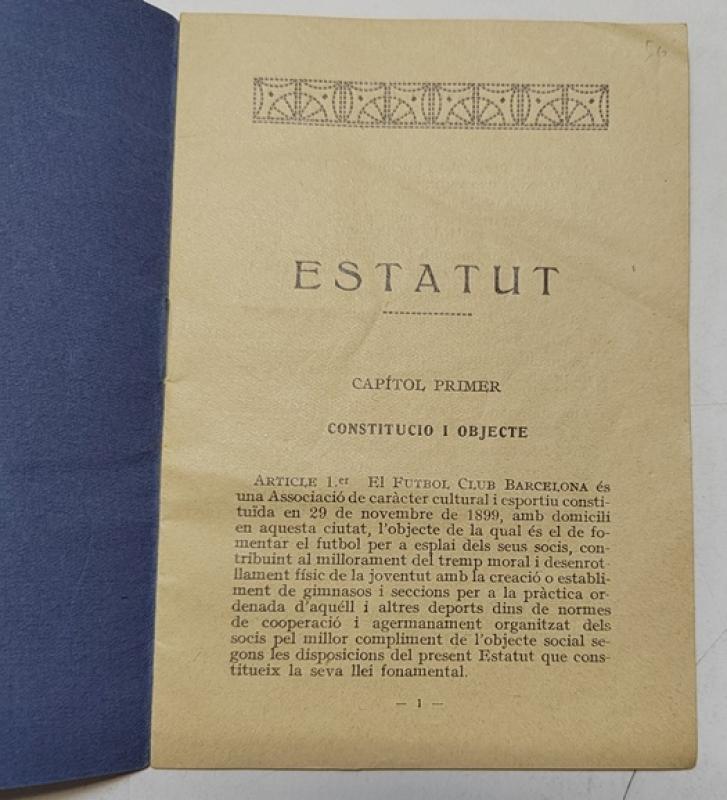 56
ESTATUT
CAPÍTOL PRIMER
CONSTITUCIO I OBJECTE
ARTICLE 1.er El FUTBOL CLUB BARCELONA és
una Associació de caràcter cultural i esportiu consti-
tuïda en 29 de novembre de 1899, amb domicili
en aquesta ciutat, l'objecte de la qual és el de fo-
mentar el futbol per a esplai dels seus socis, con-
tribuint al millorament del tremp moral i desenrot-
llament físic de la joventut amb la creació o establi-
ment de gimnasos i seccions per a la pràctica or-
denada d'aquéll i altres deports dins de normes
de cooperació i agermanament organitzat dels
socis pel millor compliment de l'objecte social se-
gons les disposicions del present Estatut que cons-
titueix la seva llei fonamental.
— 1 —